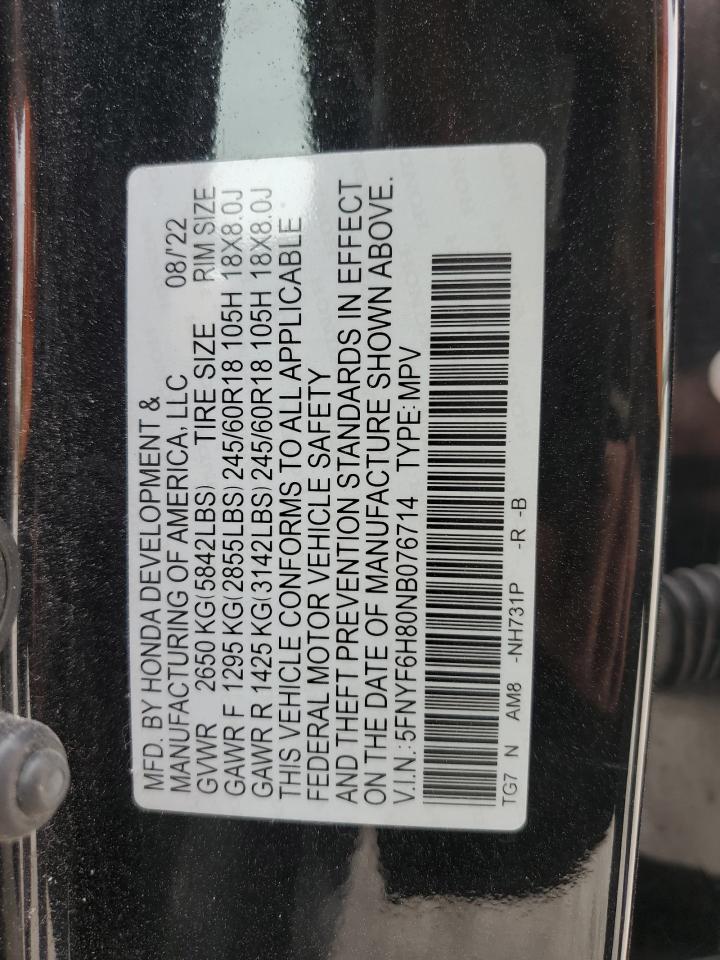 MFD. BY HONDA DEVELOPMENT &
MANUFACTURING OF AMERICA, LLC 08/'22
GVWR 2650 KG(5842LBS) TIRE SIZE RIM SIZE
GAWR F 1295 KG(2855LBS)245/60R18 105H 18X8.0J
GAWR R 1425 KG(3142LBS)245/60R18 105H 18X8.0J
THIS VEHICLE CONFORMS TO ALL APPLICABLE
FEDERAL MOTOR VEHICLE SAFETY
AND THEFT PREVENTION STANDARDS IN EFFECT
ON THE DATE OF MANUFACTURE SHOWN ABOVE.
V.I.N.:5FNYF6H80NB076714 TYPE:MPV
TG7 N AM8 -NH731P -R -B